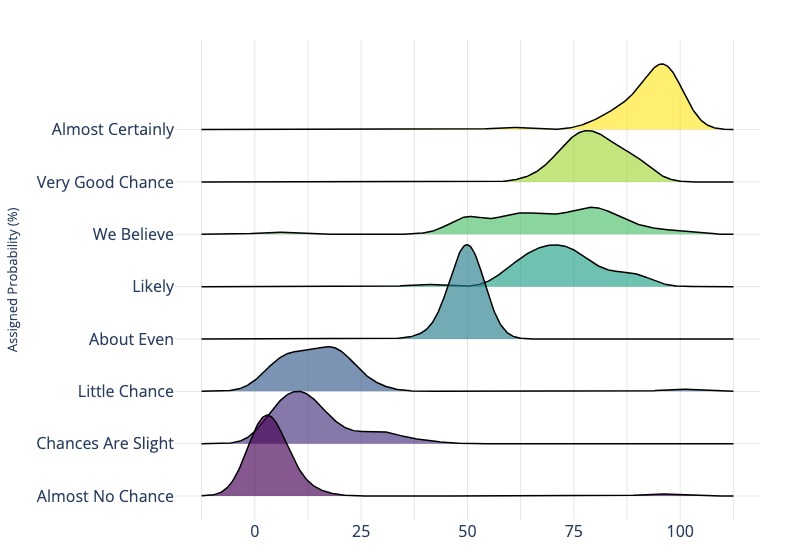 Assigned Probability (%)
Almost Certainly
Very Good Chance
We Believe
Likely
About Even
Little Chance
Chances Are Slight
Almost No Chance
0 25 50 75 100